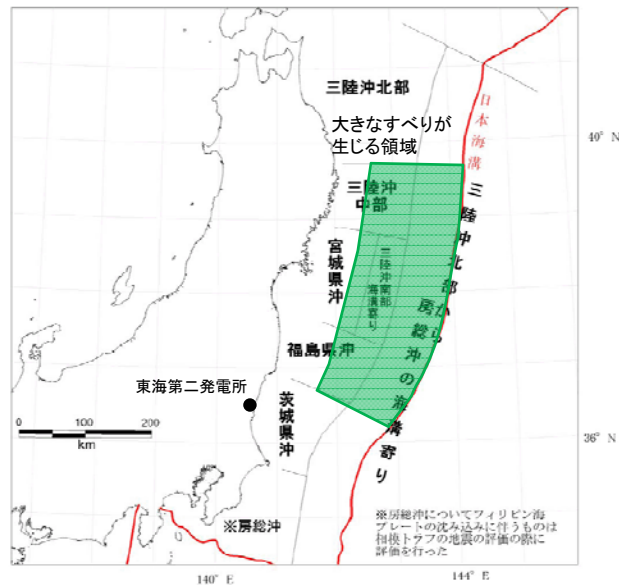 三陸沖北部
大きなすべりが
生じる領域
日本海溝
40°N
三陸沖
中部
三陸沖北部から
房総沖の海溝寄り
宮城県沖
三陸沖南部
海溝寄り
福島県沖
東海第二発電所
茨城県沖
0 100 200
km
36°N
※房総沖
※房総沖についてフィリピン海
プレートの沈み込みに伴うものは
相模トラフの地震の評価の際に
評価を行った
140°E
144°E